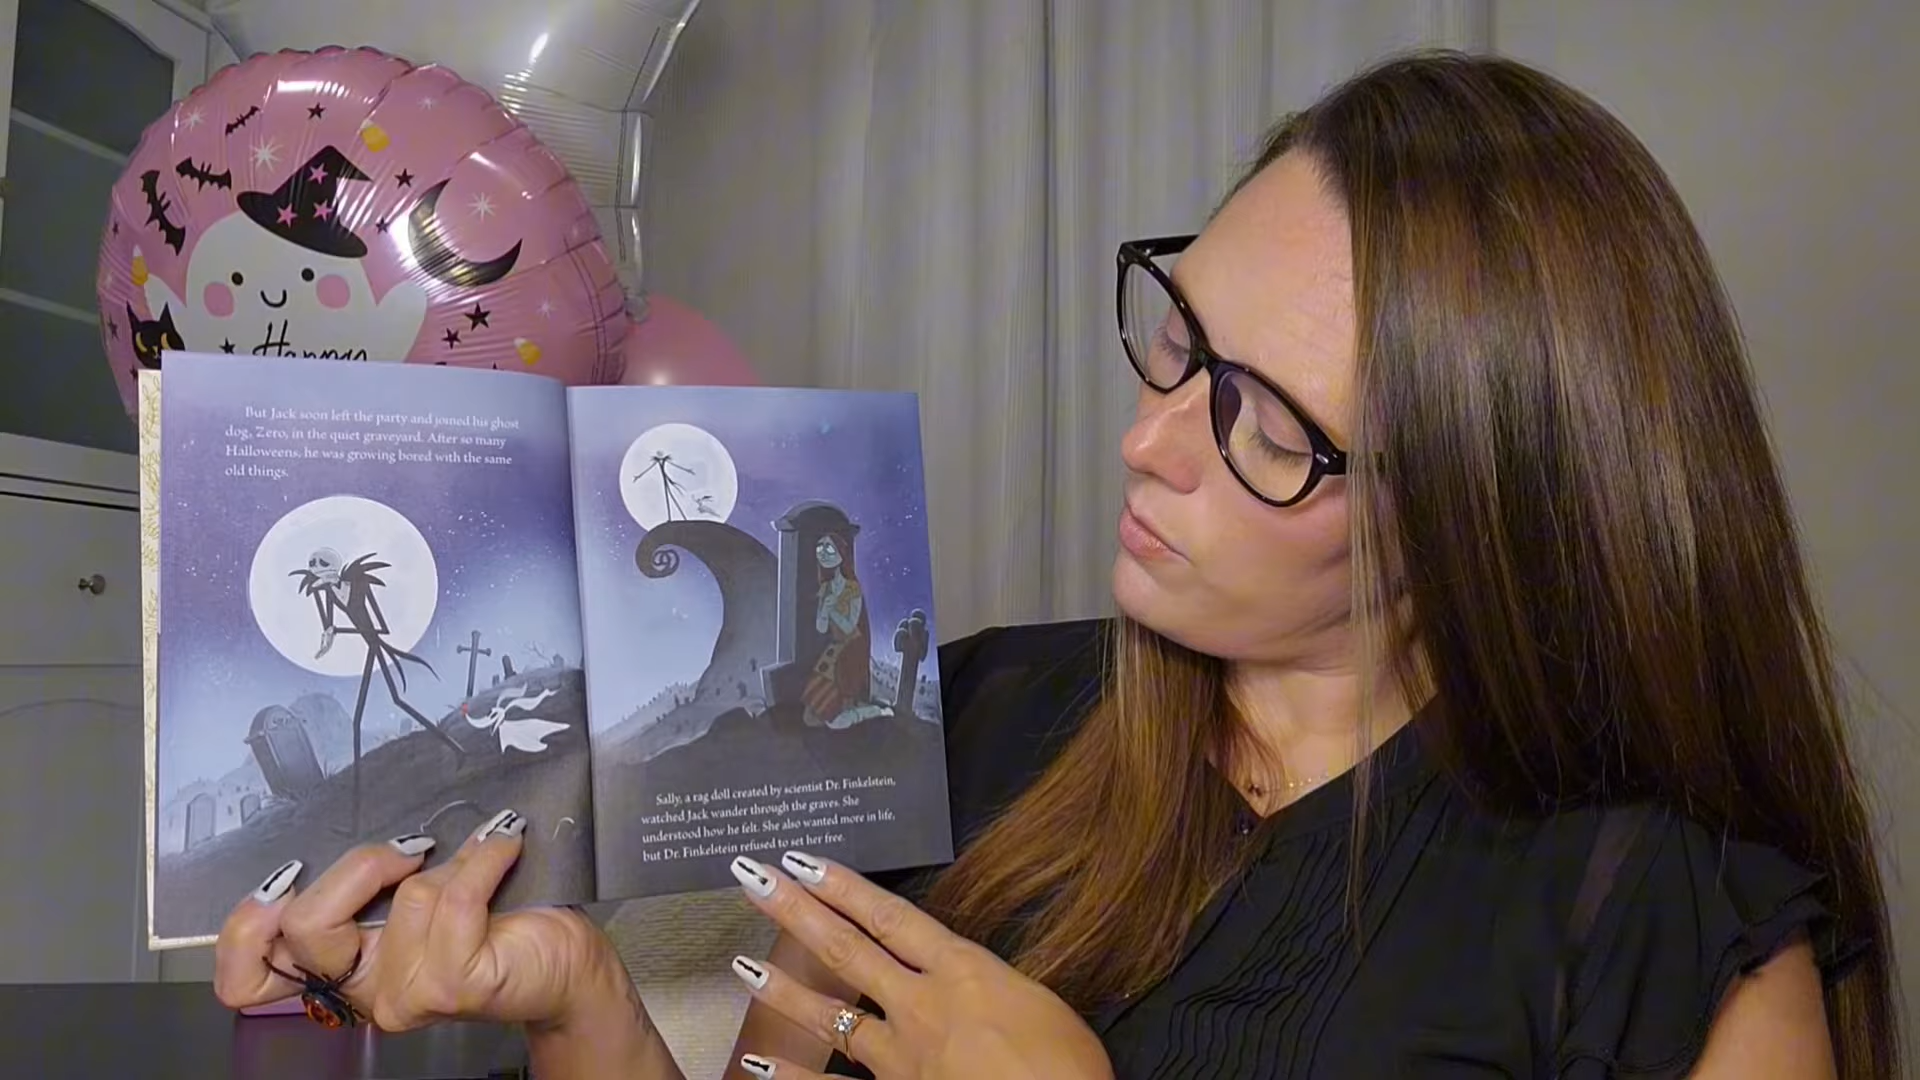 Happy
But Jack soon left the party and joined his ghost
dog, Zero, in the quiet graveyard. After so many
Halloweens, he was growing bored with the same
old things.
Sally, a rag doll created by scientist Dr. Finkelstein,
watched Jack wander through the graves. She
understood how he felt. She also wanted more in life,
but Dr. Finkelstein refused to set her free.